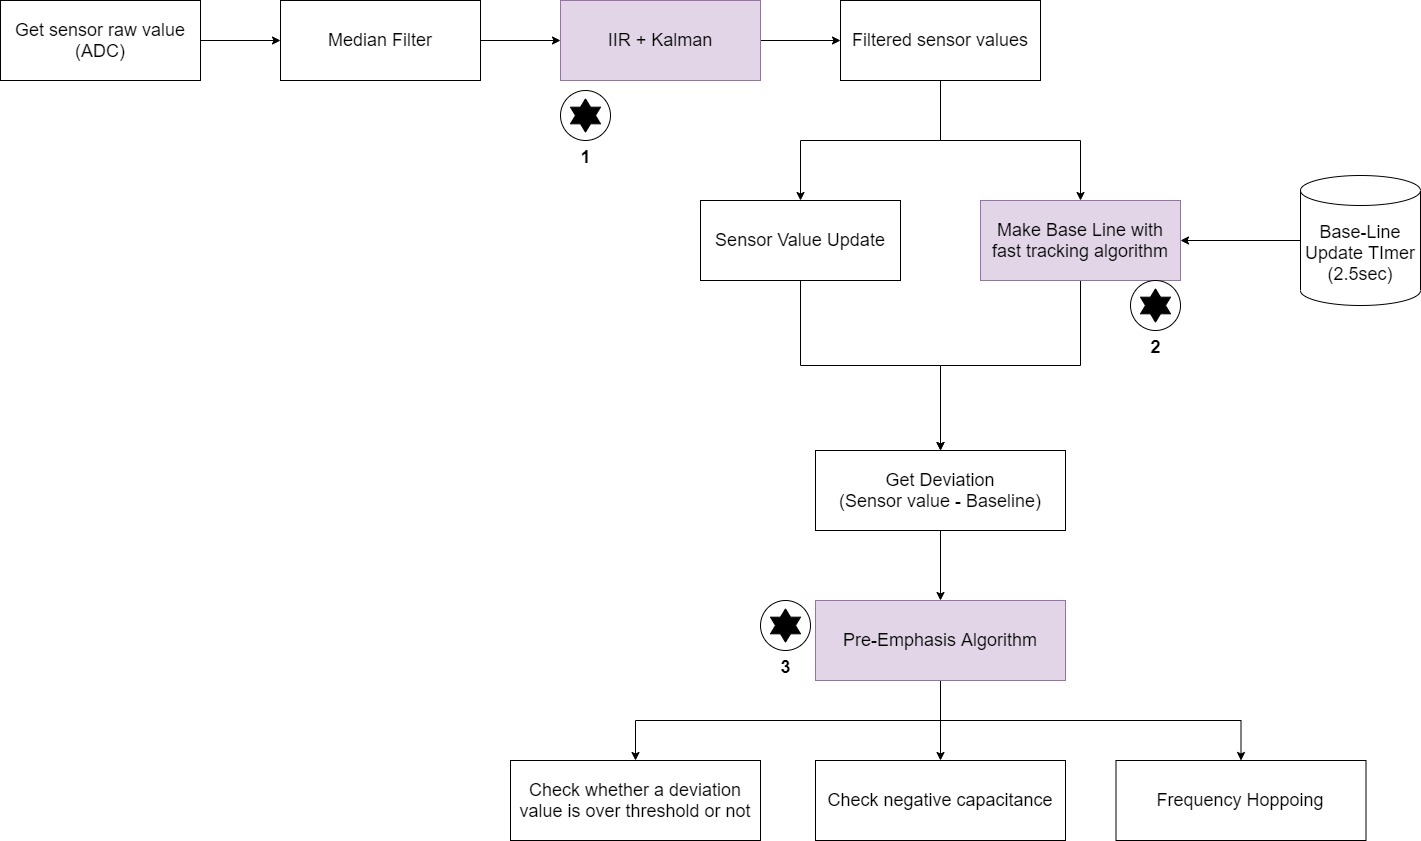 Get sensor raw value
(ADC)
Median Filter
IIR + Kalman
Filtered sensor values
1
Sensor Value Update
Make Base Line with
fast tracking algorithm
Base-Line
Update TImer
(2.5sec)
2
Get Deviation
(Sensor value - Baseline)
Pre-Emphasis Algorithm
3
Check whether a deviation
value is over threshold or not
Check negative capacitance
Frequency Hoppoing